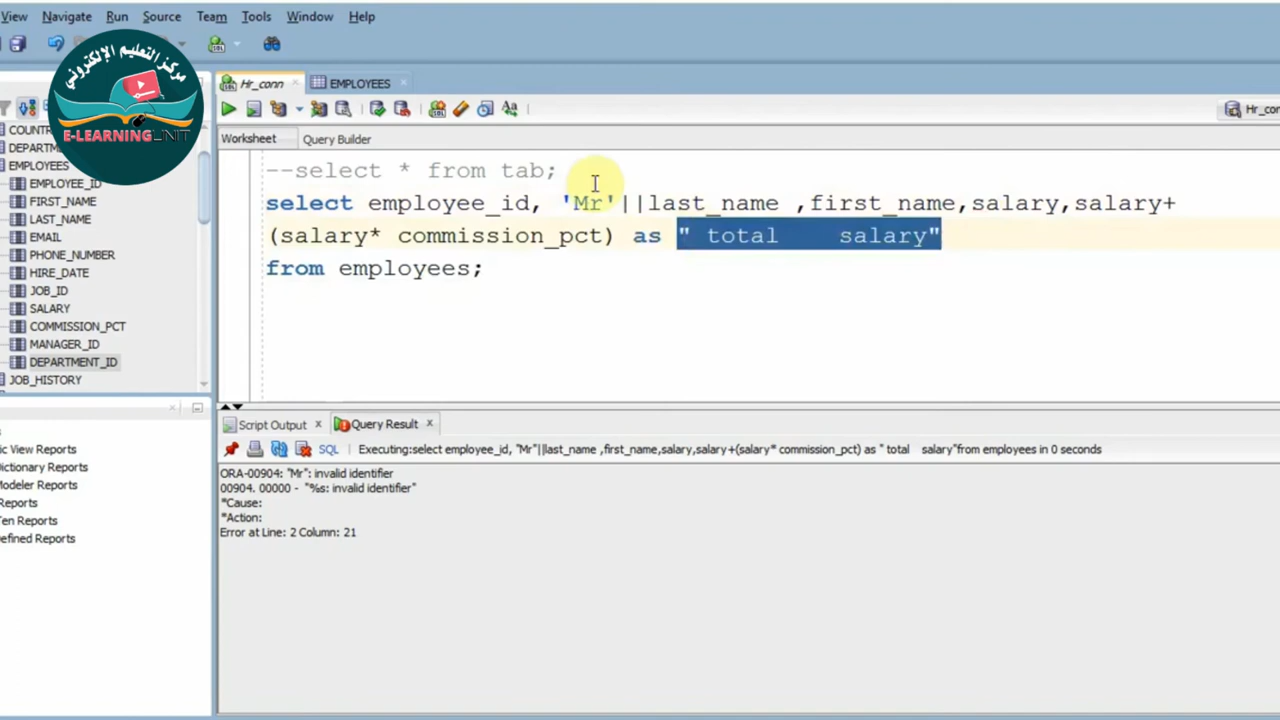 View Navigate Run Source Team Tools Window Help
مركز التعليم الإلكتروني
E-LEARNING UNIT
Hr_conn
EMPLOYEES
Worksheet
Query Builder
--select * from tab;
select employee_id, 'Mr'||last_name ,first_name,salary,salary+
(salary* commission_pct) as " total    salary"
from employees;
COUNTR
DEPARTM
EMPLOYEES
EMPLOYEE_ID
FIRST_NAME
LAST_NAME
EMAIL
PHONE_NUMBER
HIRE_DATE
JOB_ID
SALARY
COMMISSION_PCT
MANAGER_ID
DEPARTMENT_ID
JOB_HISTORY
s
ic View Reports
Dictionary Reports
Modeler Reports
Reports
Ten Reports
efined Reports
Script Output
Query Result
SQL
Executing:select employee_id, "Mr"||last_name ,first_name,salary,salary+(salary* commission_pct) as " total    salary"from employees in 0 seconds
ORA-00904: "Mr": invalid identifier
00904. 00000 -  "%s: invalid identifier"
*Cause:
*Action:
Error at Line: 2 Column: 21
Hr_con